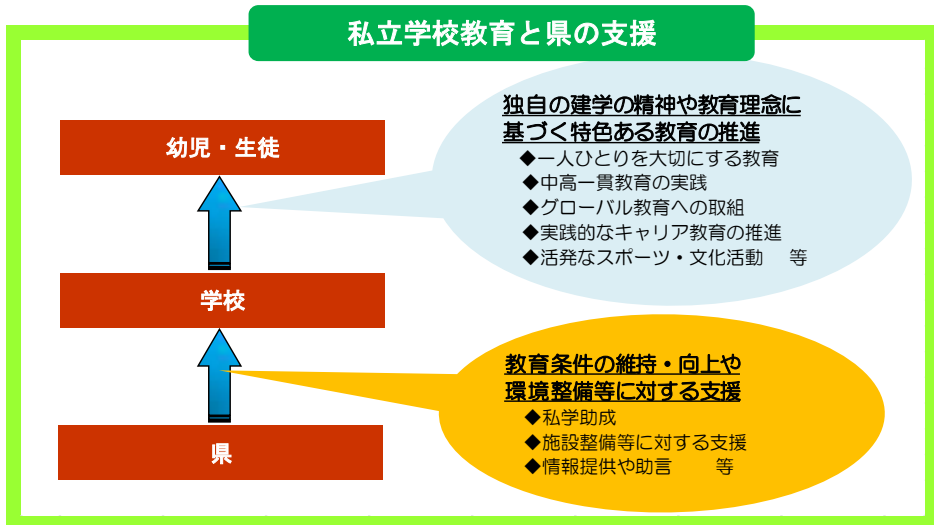 私立学校教育と県の支援
独自の建学の精神や教育理念に
基づく特色ある教育の推進
◆一人ひとりを大切にする教育
◆中高一貫教育の実践
◆グローバル教育への取組
◆実践的なキャリア教育の推進
◆活発なスポーツ・文化活動　等
幼児・生徒
学校
教育条件の維持・向上や
環境整備等に対する支援
◆私学助成
◆施設整備等に対する支援
◆情報提供や助言　　等
県